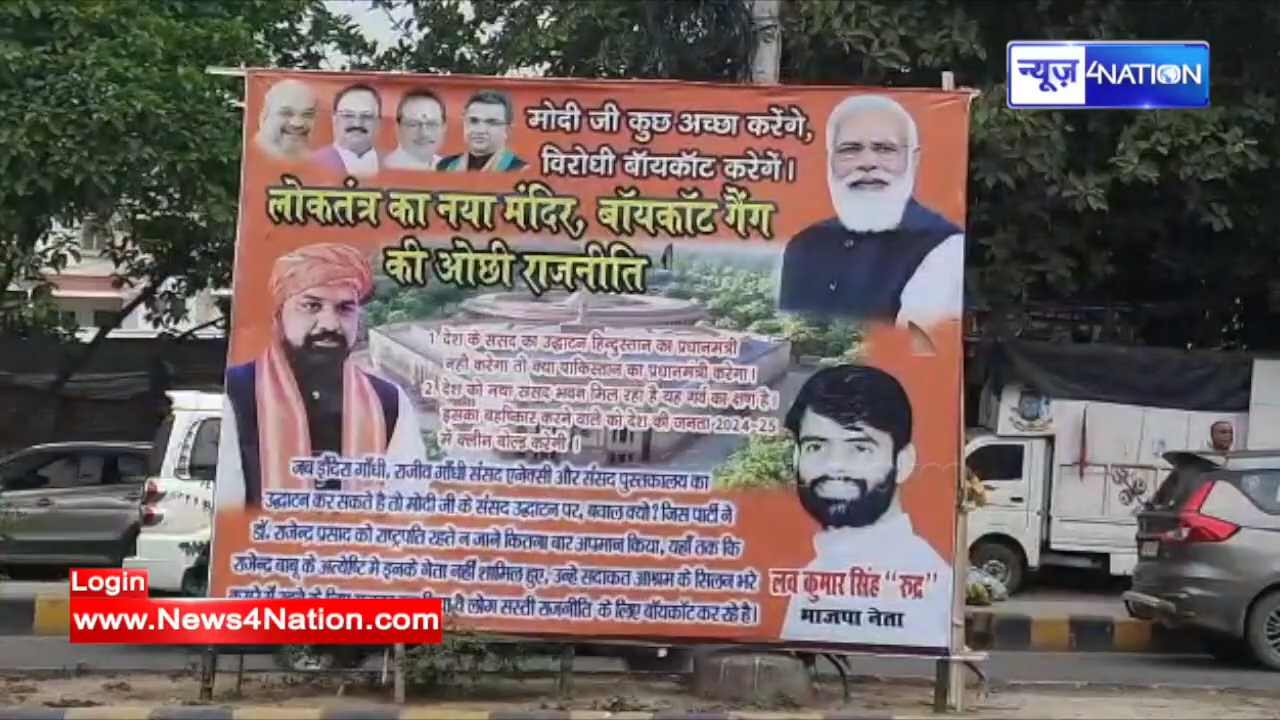 न्यूज़ 4NATION
मोदी जी कुछ अच्छा करेंगे,
विरोधी बॉयकॉट करेगें।
लोकतंत्र का नया मंदिर, बॉयकॉट गैंग
की ओछी राजनीति
1 देश के संसद का उद्घाटन हिन्दुस्तान का प्रधानमंत्री
नही करेगा तो क्या पाकिस्तान का प्रधानमंत्री करेगा।
2. देश को नया संसद भवन मिल रहा है यह गर्व का क्षण है।
इसका बहिष्कार करने वाले को देश की जनता 2024-25
मे क्लीन बोल्ड करेगी।
जब इंदिरा गाँधी, राजीव गाँधी संसद एनेक्सी और संसद पुस्तकालय का
उद्घाटन कर सकते है तो मोदी जी के संसद उद्घाटन पर, बवाल क्यो? जिस पार्टी ने
डॉ. राजेन्द्र प्रसाद को राष्ट्रपति रहते न जाने कितना बार अपमान किया, यहाँ तक कि
राजेन्द्र बाबू के अंत्येष्टि मे इनके नेता नहीं शामिल हुए, उन्हे सदाकत आश्रम के सिलन भरे
वे लोग सस्ती राजनीति के लिए बॉयकॉट कर रहे है।
लव कुमार सिंह "रुद्र"
भाजपा नेता
Login
www.News4Nation.com